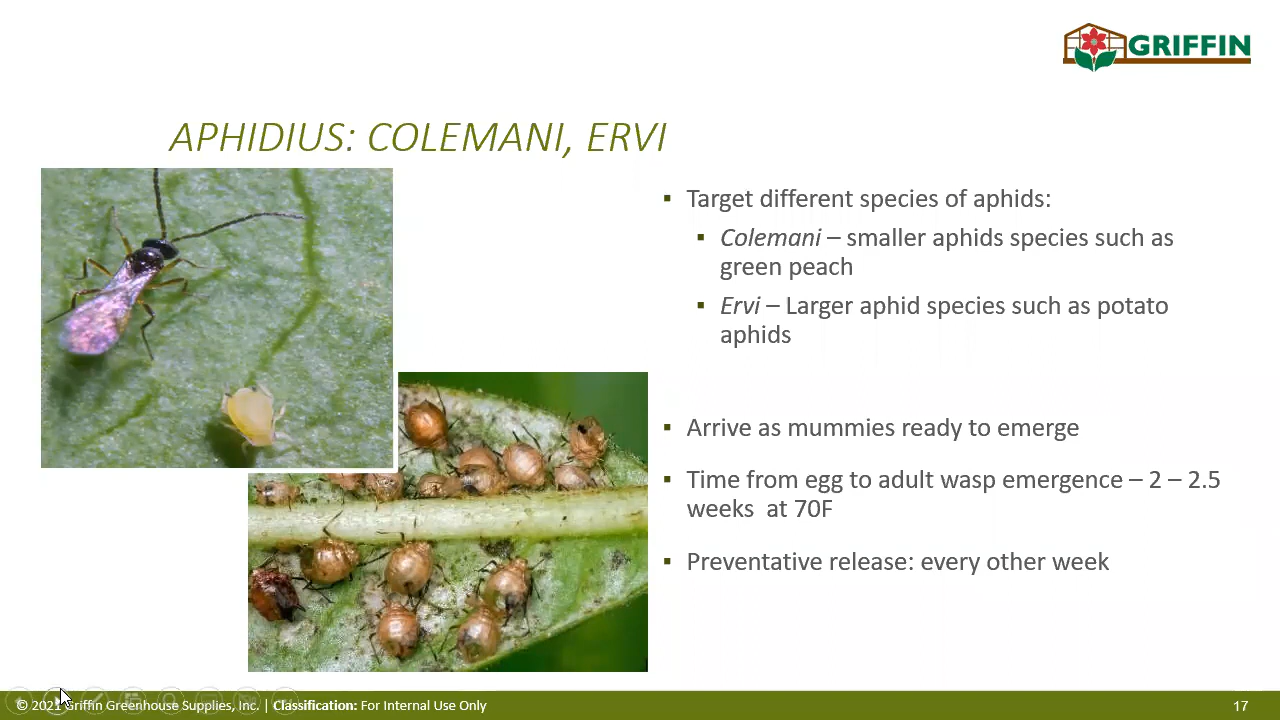 GRIFFIN
APHIDIUS: COLEMANI, ERVI
▪ Target different species of aphids:
▪ Colemani – smaller aphids species such as
green peach
▪ Ervi – Larger aphid species such as potato
aphids
▪ Arrive as mummies ready to emerge
▪ Time from egg to adult wasp emergence – 2 – 2.5
weeks at 70F
▪ Preventative release: every other week
© 2021 Griffin Greenhouse Supplies, Inc. | Classification: For Internal Use Only
17